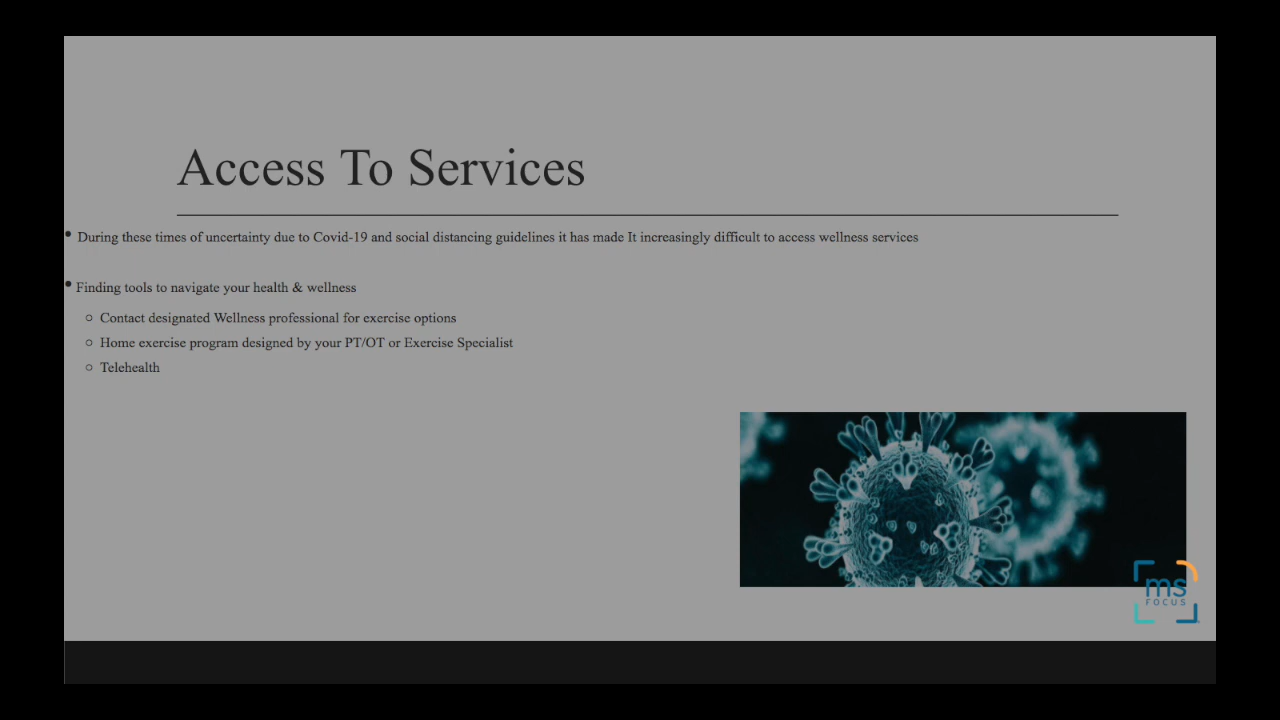 Access To Services
• During these times of uncertainty due to Covid-19 and social distancing guidelines it has made It increasingly difficult to access wellness services
• Finding tools to navigate your health & wellness
○ Contact designated Wellness professional for exercise options
○ Home exercise program designed by your PT/OT or Exercise Specialist
○ Telehealth
ms
FOCUS